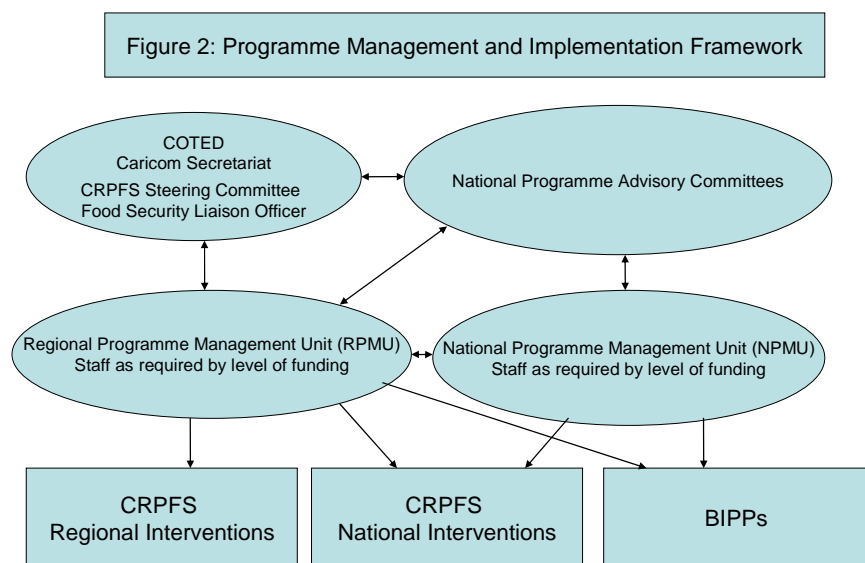 Figure 2: Programme Management and Implementation Framework
COTED
Caricom Secretariat
CRPFS Steering Committee
Food Security Liaison Officer
National Programme Advisory Committees
Regional Programme Management Unit (RPMU)
Staff as required by level of funding
National Programme Management Unit (NPMU)
Staff as required by level of funding
CRPFS
Regional Interventions
CRPFS
National Interventions
BIPPs